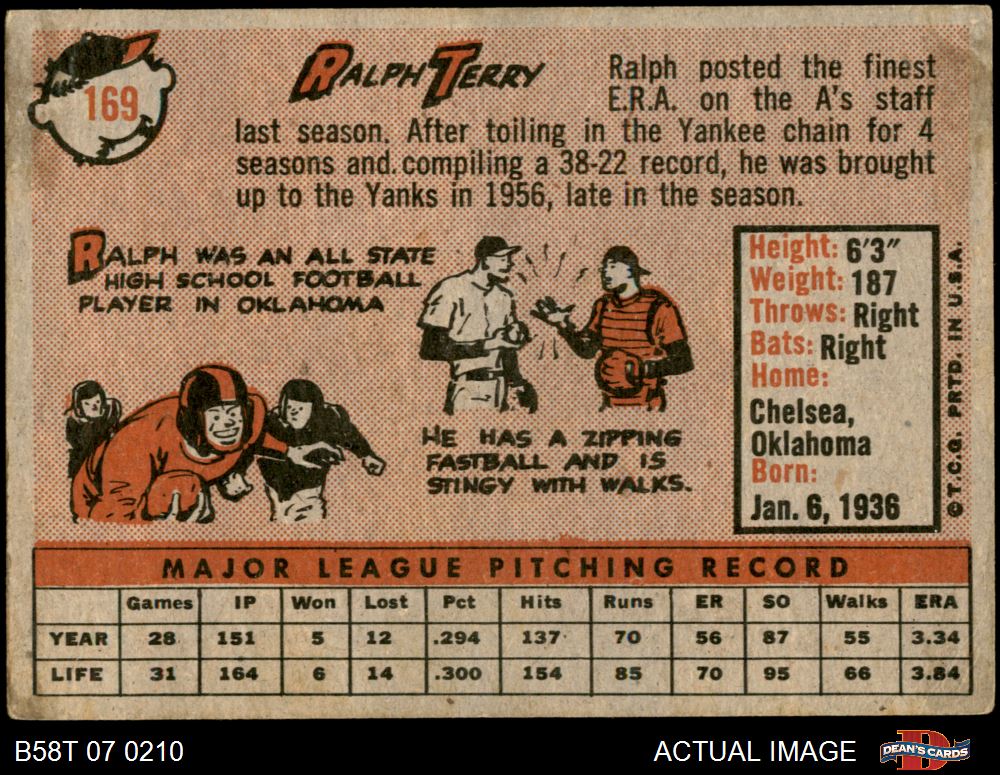 169
RALPH TERRY
Ralph posted the finest
E.R.A. on the A's staff
last season. After toiling in the Yankee chain for 4
seasons and compiling a 38-22 record, he was brought
up to the Yanks in 1956, late in the season.
RALPH WAS AN ALL STATE
HIGH SCHOOL FOOTBALL
PLAYER IN OKLAHOMA
HE HAS A ZIPPING
FASTBALL AND IS
STINGY WITH WALKS.
Height: 6'3"
Weight: 187
Throws: Right
Bats: Right
Home:
Chelsea,
Oklahoma
Born:
Jan. 6, 1936
© T.C.G. PRTD. IN U.S.A.
MAJOR LEAGUE PITCHING RECORD
Games IP Won Lost Pct Hits Runs ER SO Walks ERA
YEAR 28 151 5 12 .294 137 70 56 87 55 3.34
LIFE 31 164 6 14 .300 154 85 70 95 66 3.84
B58T 07 0210
ACTUAL IMAGE
DEAN'S CARDS